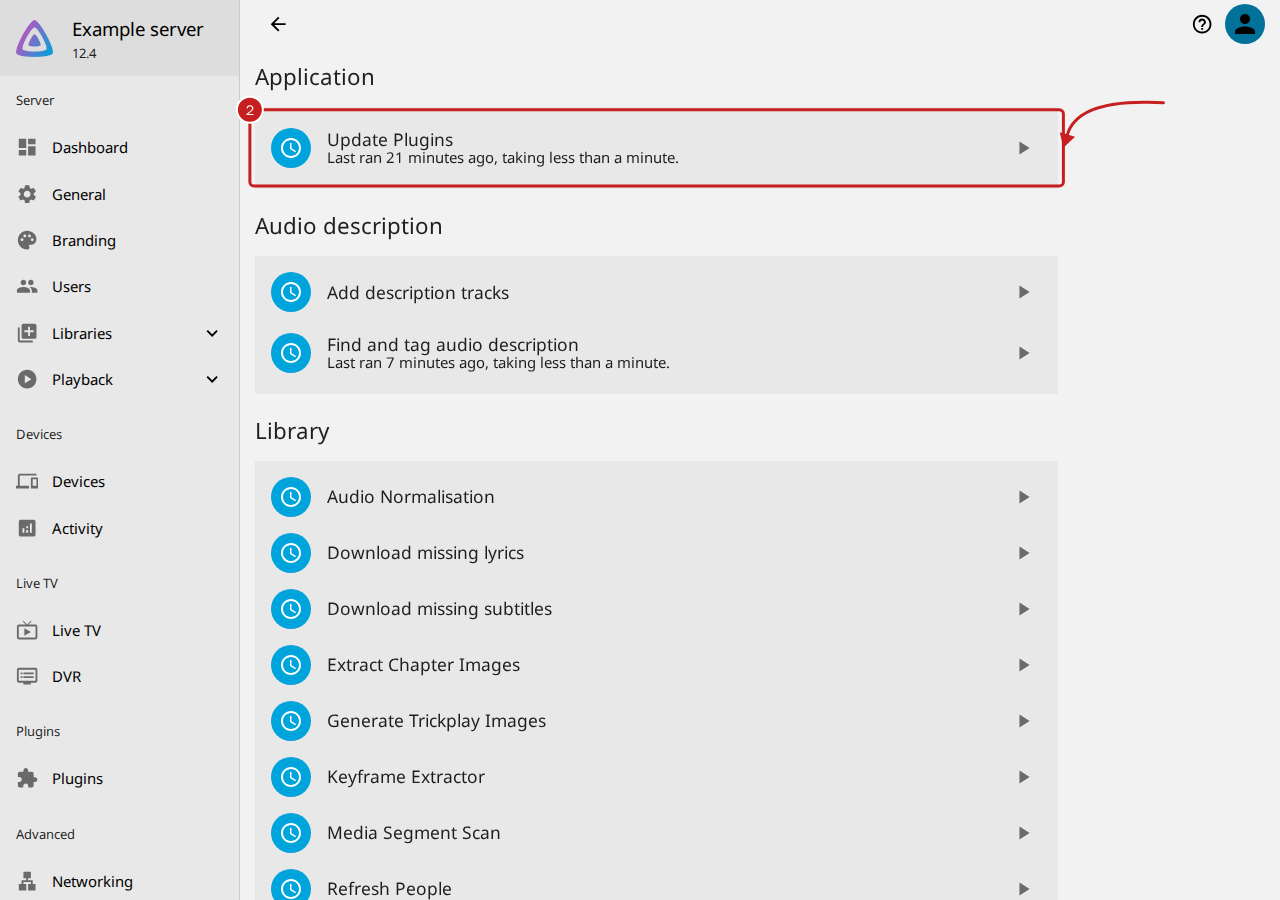 Example server
12.4
Server
Dashboard
General
Branding
Users
Libraries
Playback
Devices
Devices
Activity
Live TV
Live TV
DVR
Plugins
Plugins
Advanced
Networking
Application
2
Update Plugins
Last ran 21 minutes ago, taking less than a minute.
Audio description
Add description tracks
Find and tag audio description
Last ran 7 minutes ago, taking less than a minute.
Library
Audio Normalisation
Download missing lyrics
Download missing subtitles
Extract Chapter Images
Generate Trickplay Images
Keyframe Extractor
Media Segment Scan
Refresh People